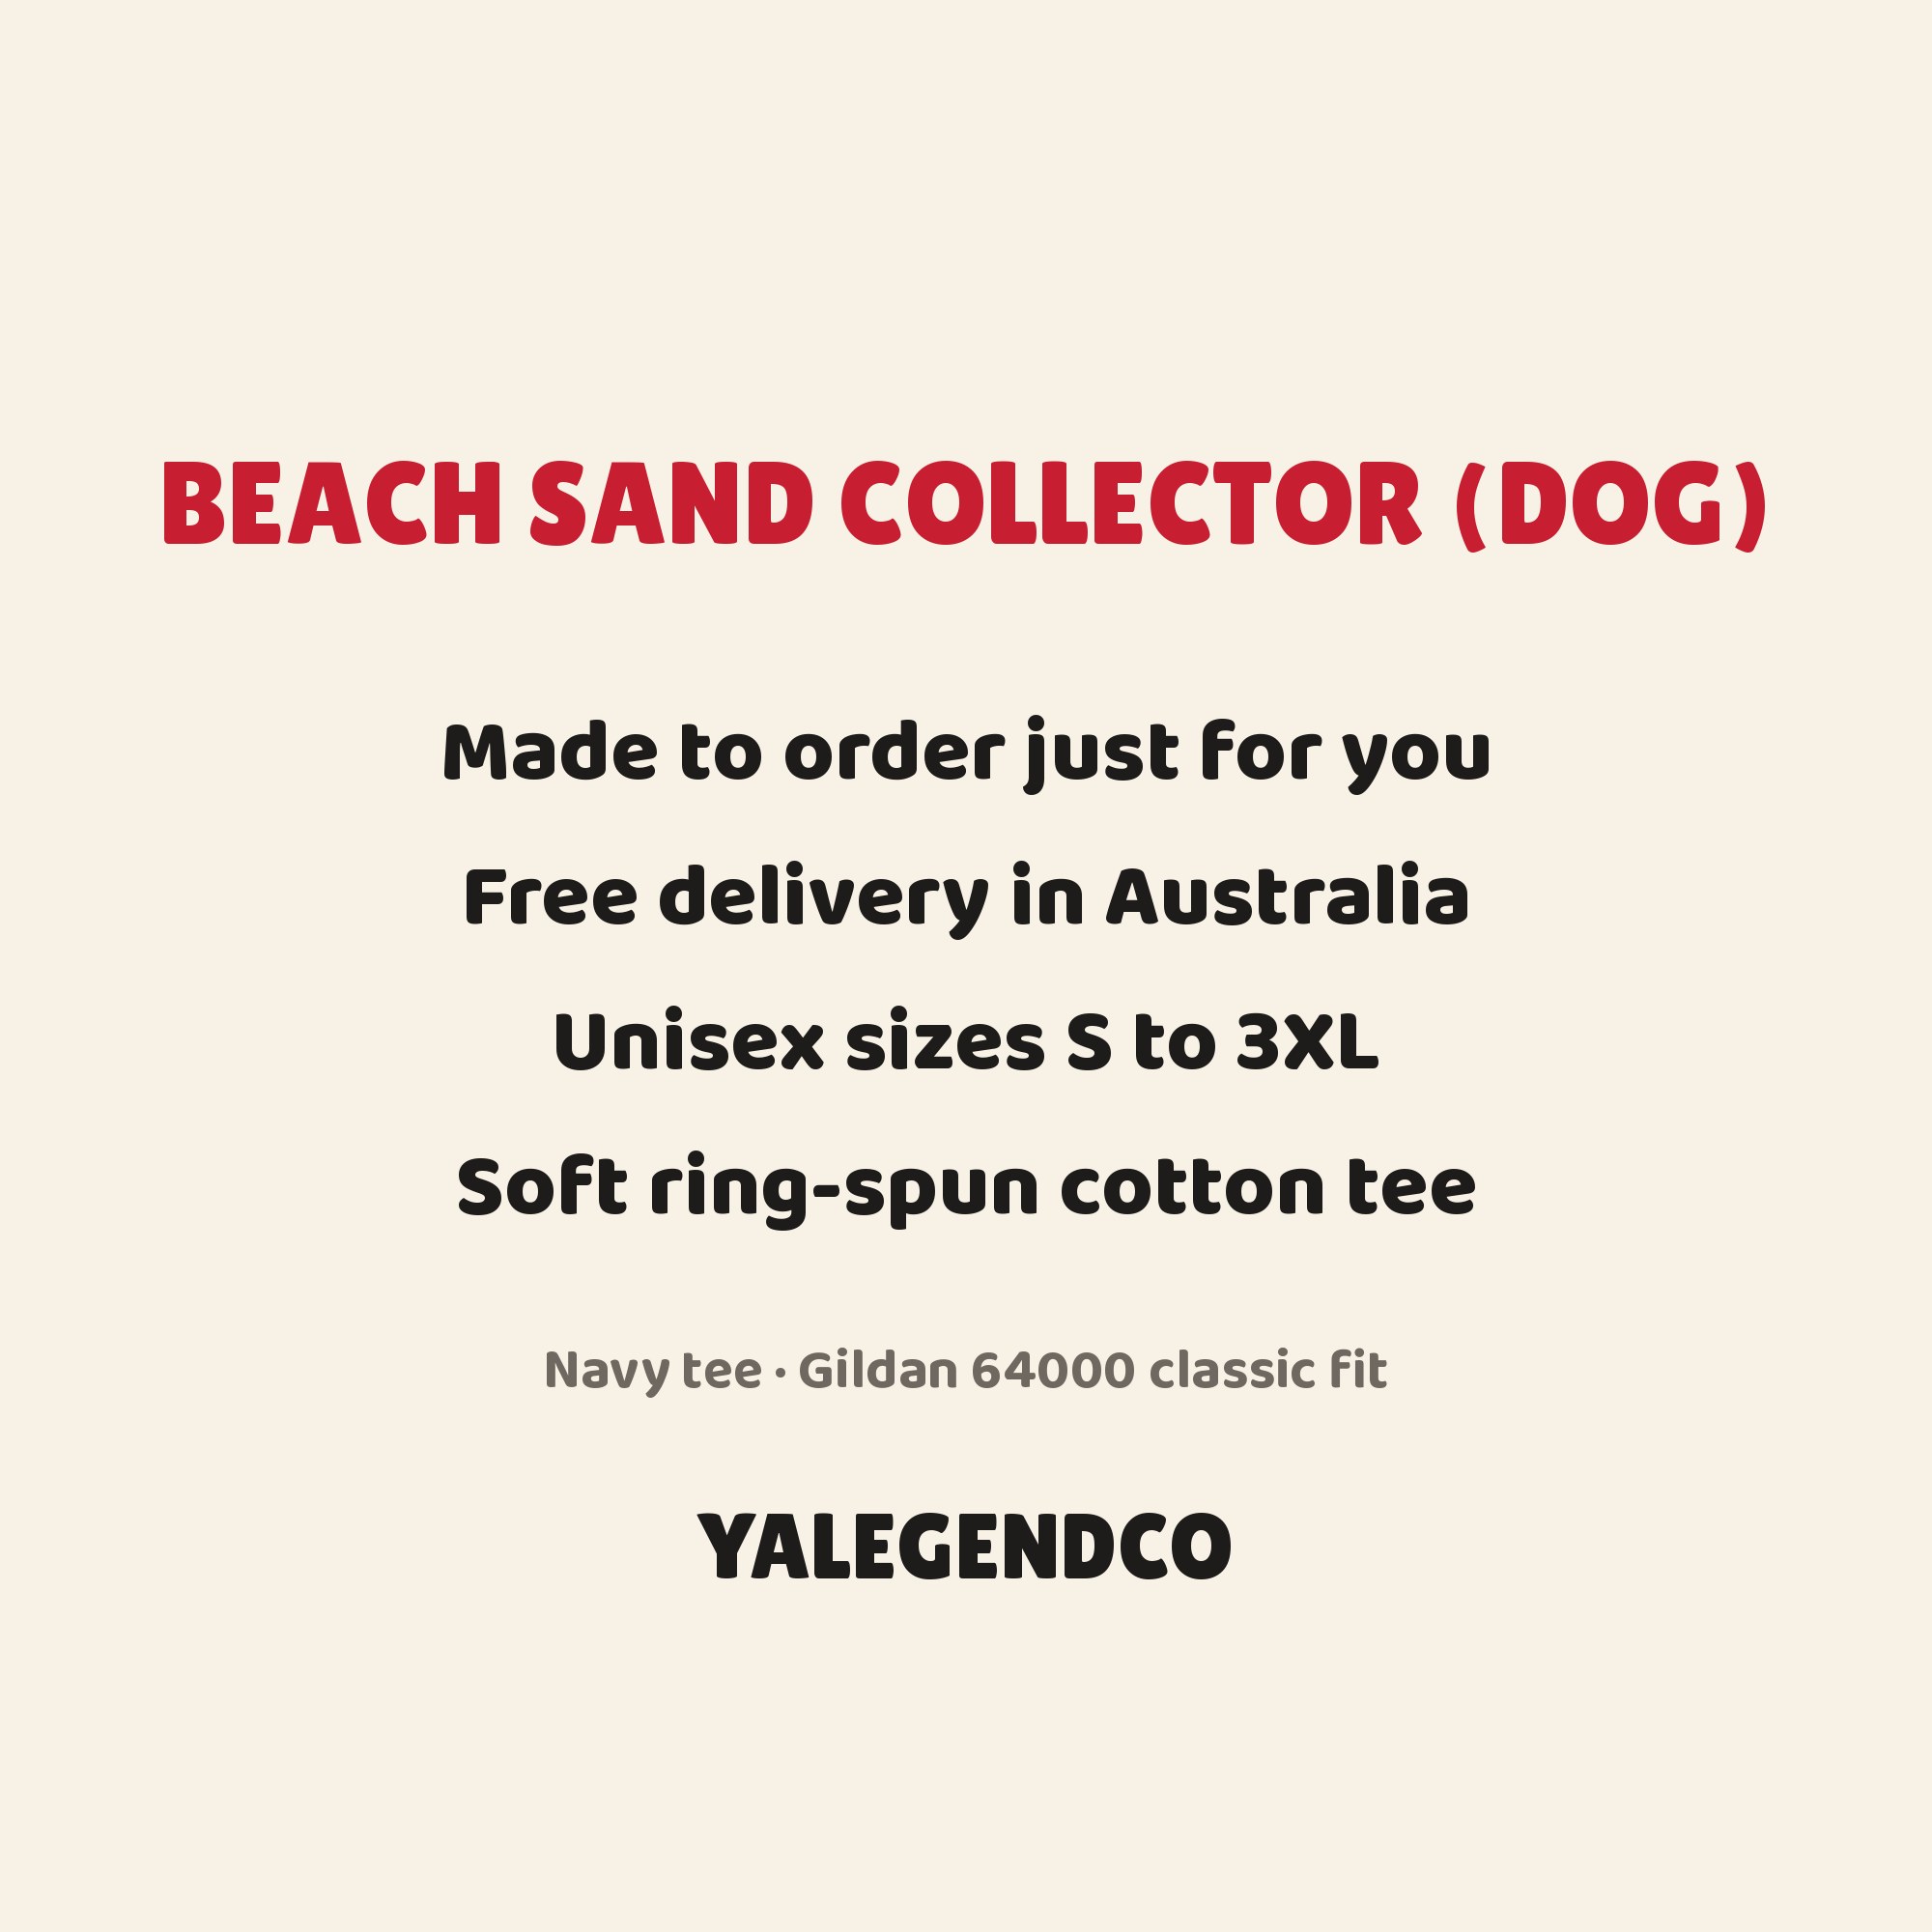 BEACH SAND COLLECTOR (DOG)
Made to order just for you
Free delivery in Australia
Unisex sizes S to 3XL
Soft ring-spun cotton tee
Navy tee · Gildan 64000 classic fit
YALEGENDCO